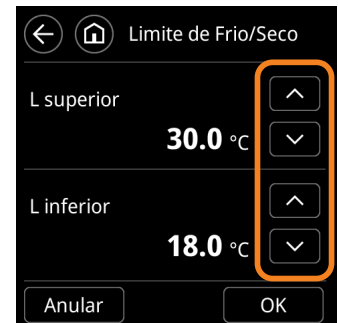 Limite de Frio/Seco
L superior
30.0 °C
L inferior
18.0 °C
Anular OK